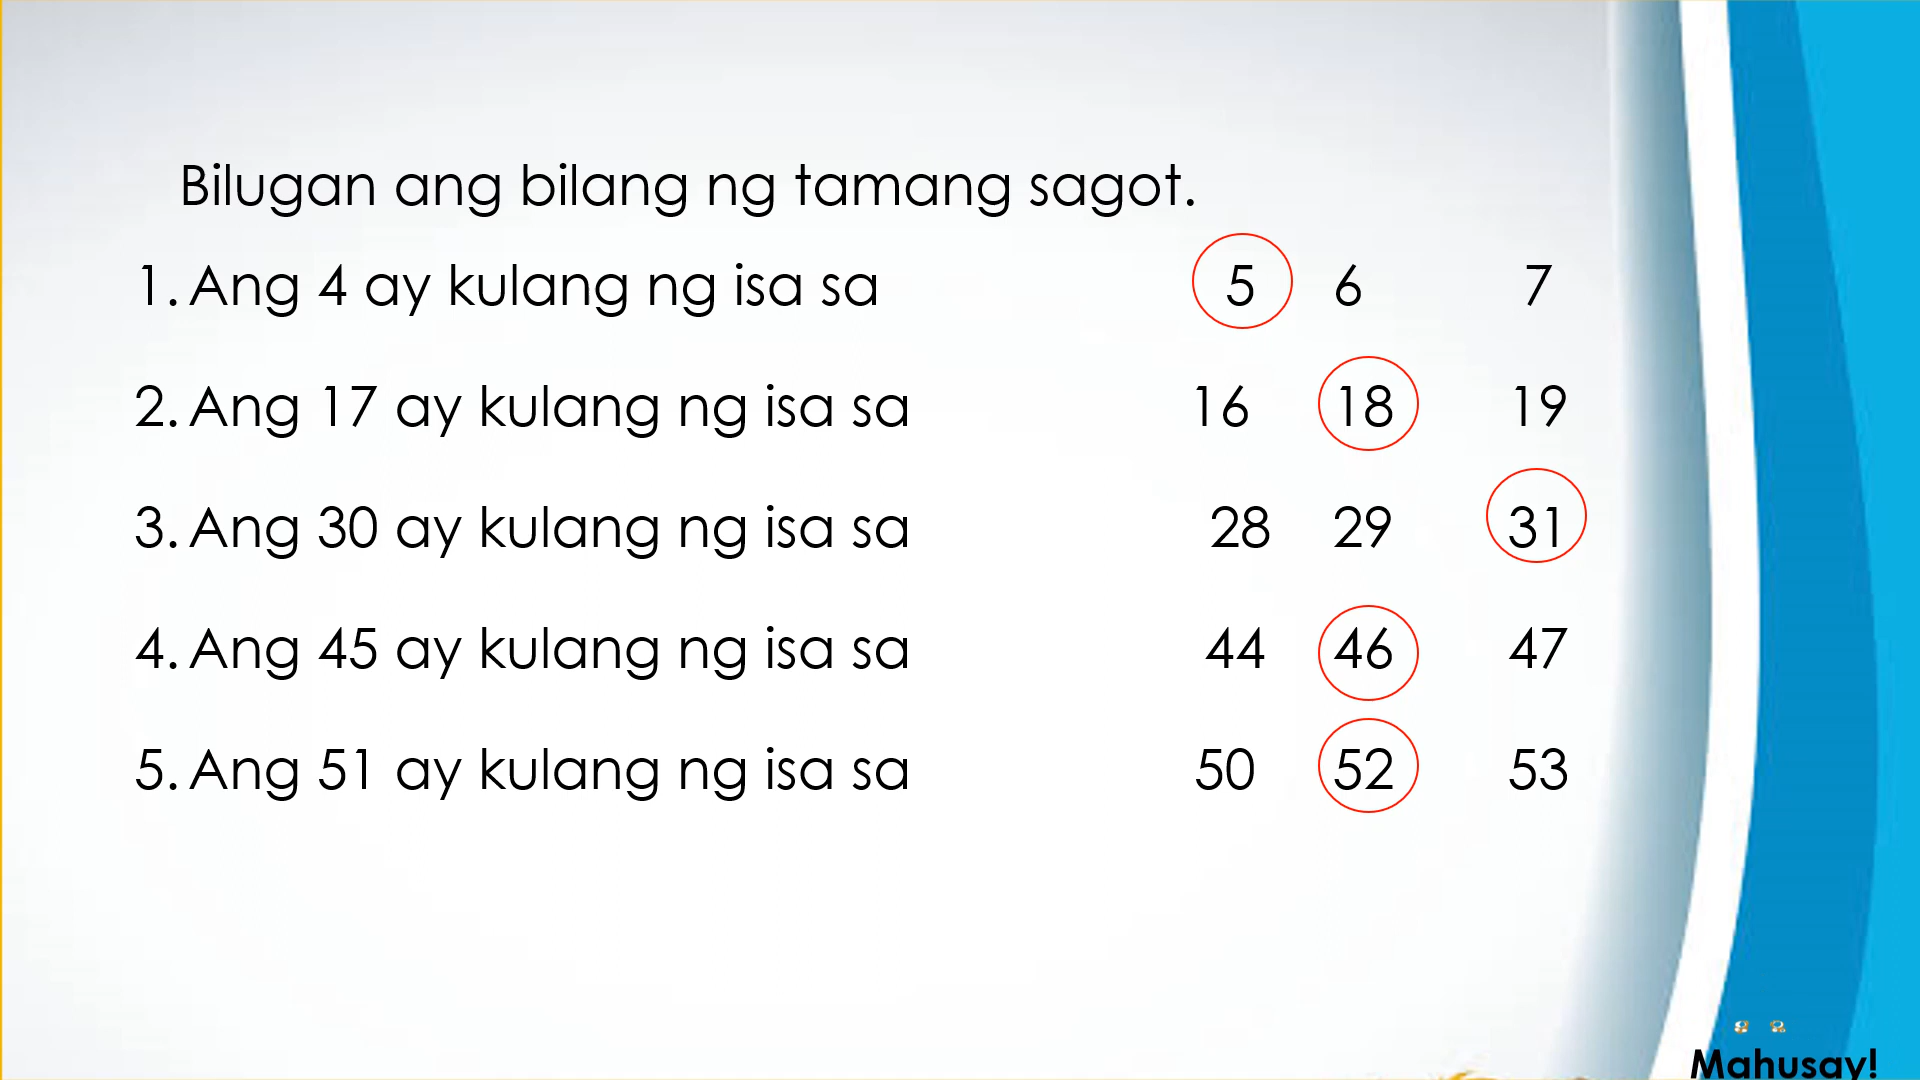 Bilugan ang bilang ng tamang sagot.
1. Ang 4 ay kulang ng isa sa 5 6 7
2. Ang 17 ay kulang ng isa sa 16 18 19
3. Ang 30 ay kulang ng isa sa 28 29 31
4. Ang 45 ay kulang ng isa sa 44 46 47
5. Ang 51 ay kulang ng isa sa 50 52 53
Mahusay!